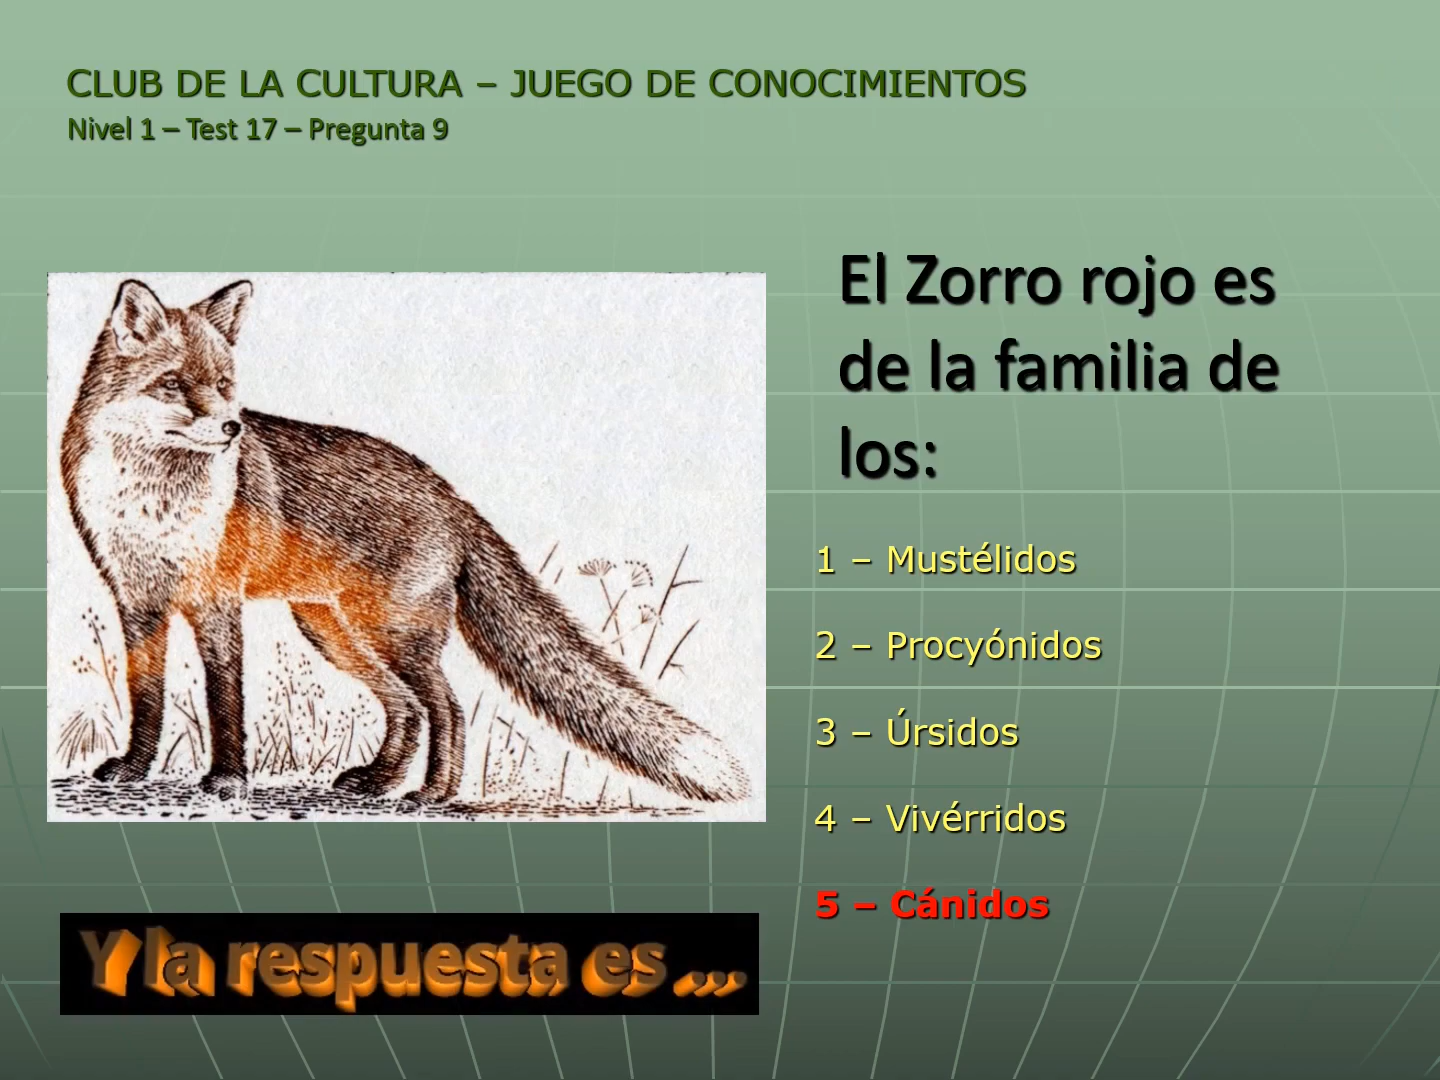 CLUB DE LA CULTURA – JUEGO DE CONOCIMIENTOS
Nivel 1 – Test 17 – Pregunta 9
El Zorro rojo es
de la familia de
los:
1 – Mustélidos
2 – Procyónidos
3 – Úrsidos
4 – Vivérridos
5 – Cánidos
Y la respuesta es ...